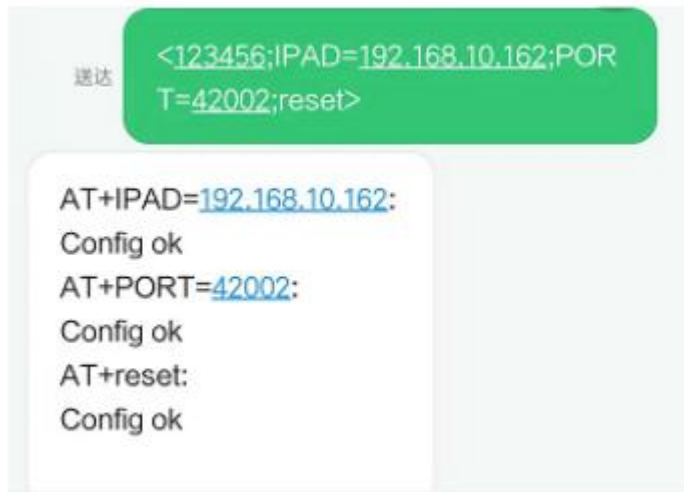 <123456;IPAD=192.168.10.162;POR
送达
T=42002;reset>
AT+IPAD=192.168.10.162:
Config ok
AT+PORT=42002:
Config ok
AT+reset:
Config ok